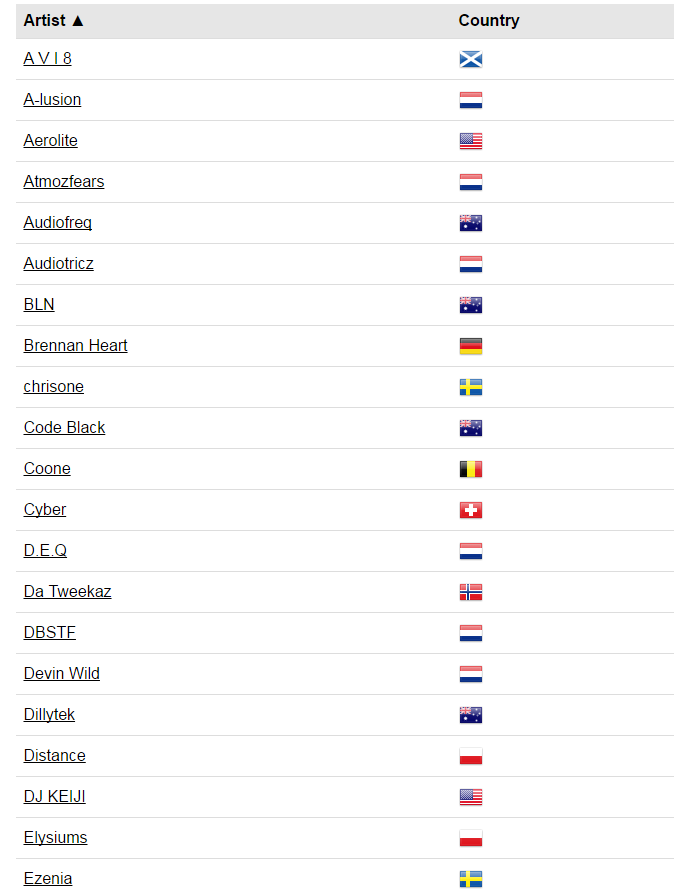 Artist ▲ Country
A V I 8
A-lusion
Aerolite
Atmozfears
Audiofreq
Audiotricz
BLN
Brennan Heart
chrisone
Code Black
Coone
Cyber
D.E.Q
Da Tweekaz
DBSTF
Devin Wild
Dillytek
Distance
DJ KEIJI
Elysiums
Ezenia